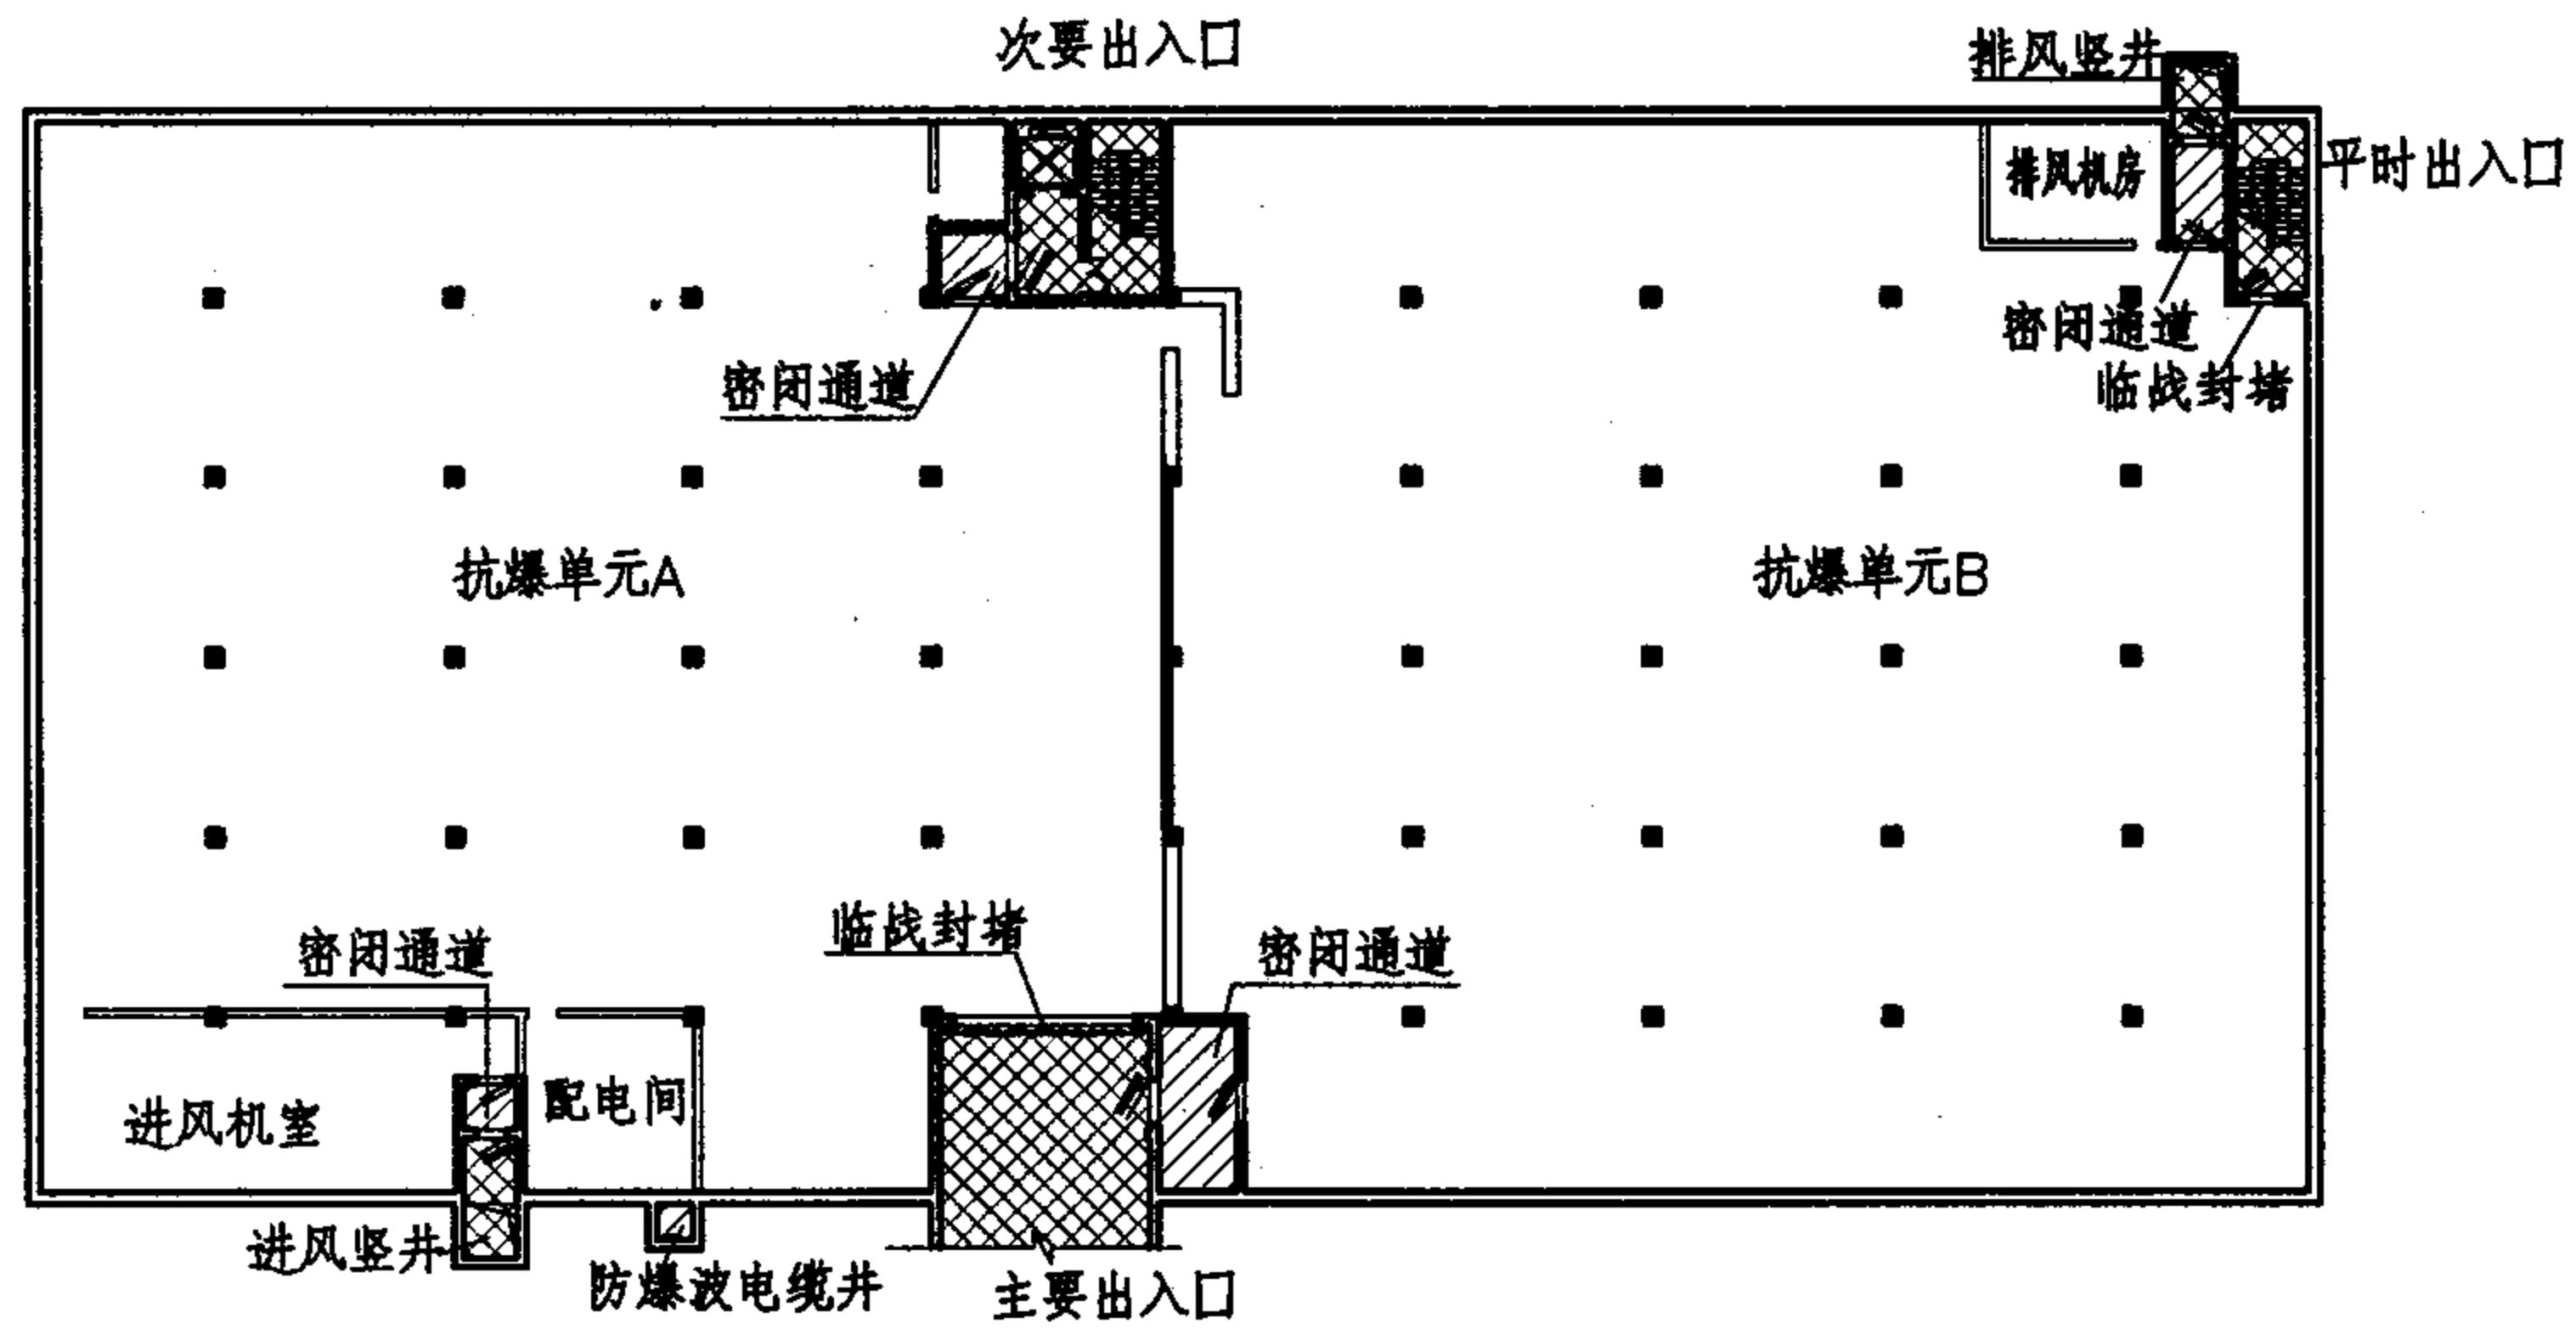 次要出入口
排风竖井
平时出入口
排风机房
密闭通道
临战封堵
密闭通道
抗爆单元A
抗爆单元B
临战封堵
密闭通道
密闭通道
进风机室
配电间
进风竖井
防爆波电缆井
主要出入口